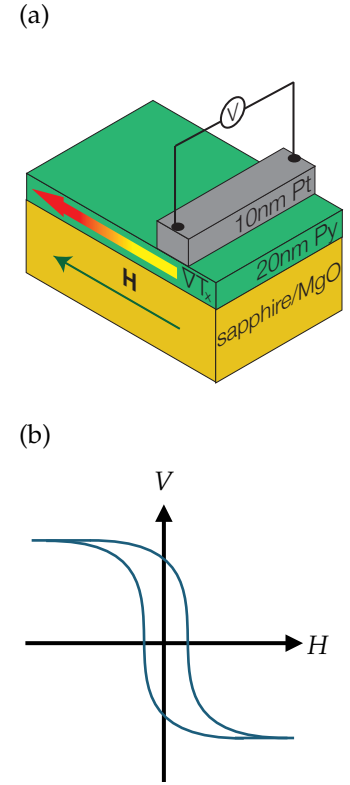 (a)
V
10nm Pt
∇Tₓ
20nm Py
H
sapphire/MgO
(b)
V
H